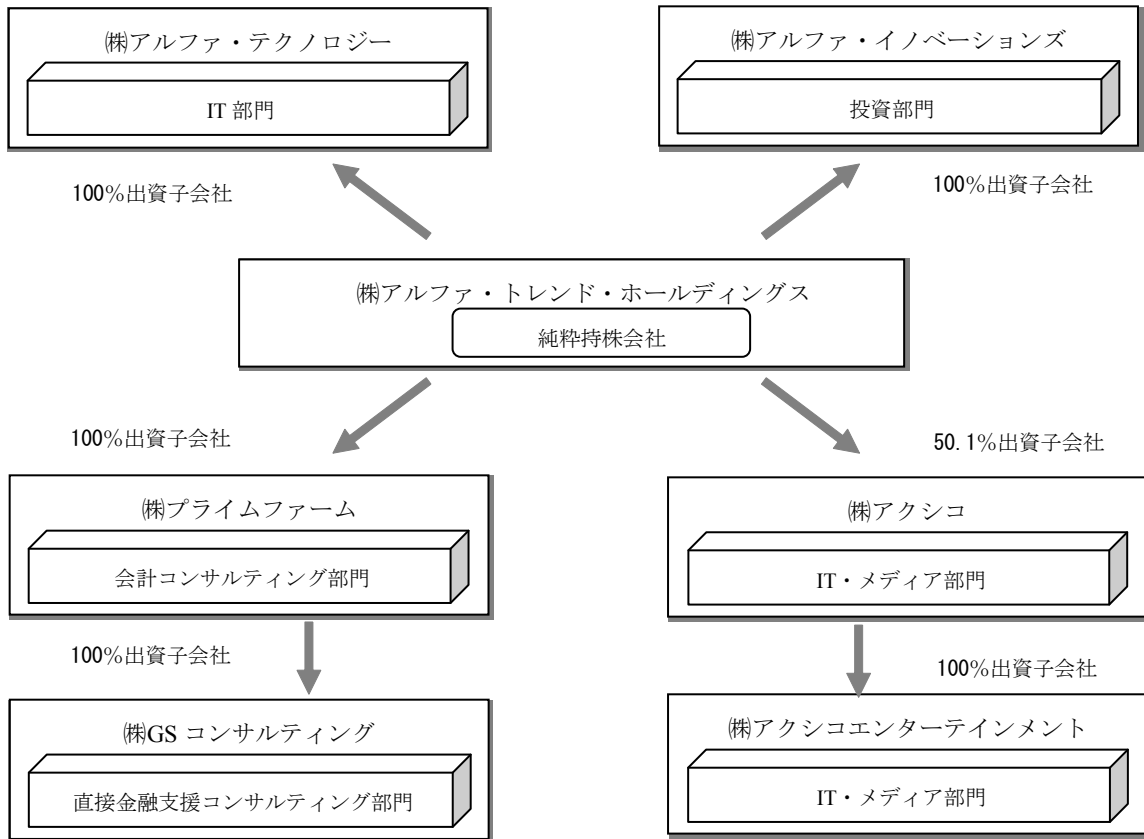 ㈱アルファ・テクノロジー
IT 部門
100%出資子会社
㈱アルファ・イノベーションズ
投資部門
100%出資子会社
㈱アルファ・トレンド・ホールディングス
純粋持株会社
100%出資子会社
50.1%出資子会社
㈱プライムファーム
会計コンサルティング部門
100%出資子会社
㈱GS コンサルティング
直接金融支援コンサルティング部門
㈱アクシコ
IT・メディア部門
100%出資子会社
㈱アクシコエンターテインメント
IT・メディア部門